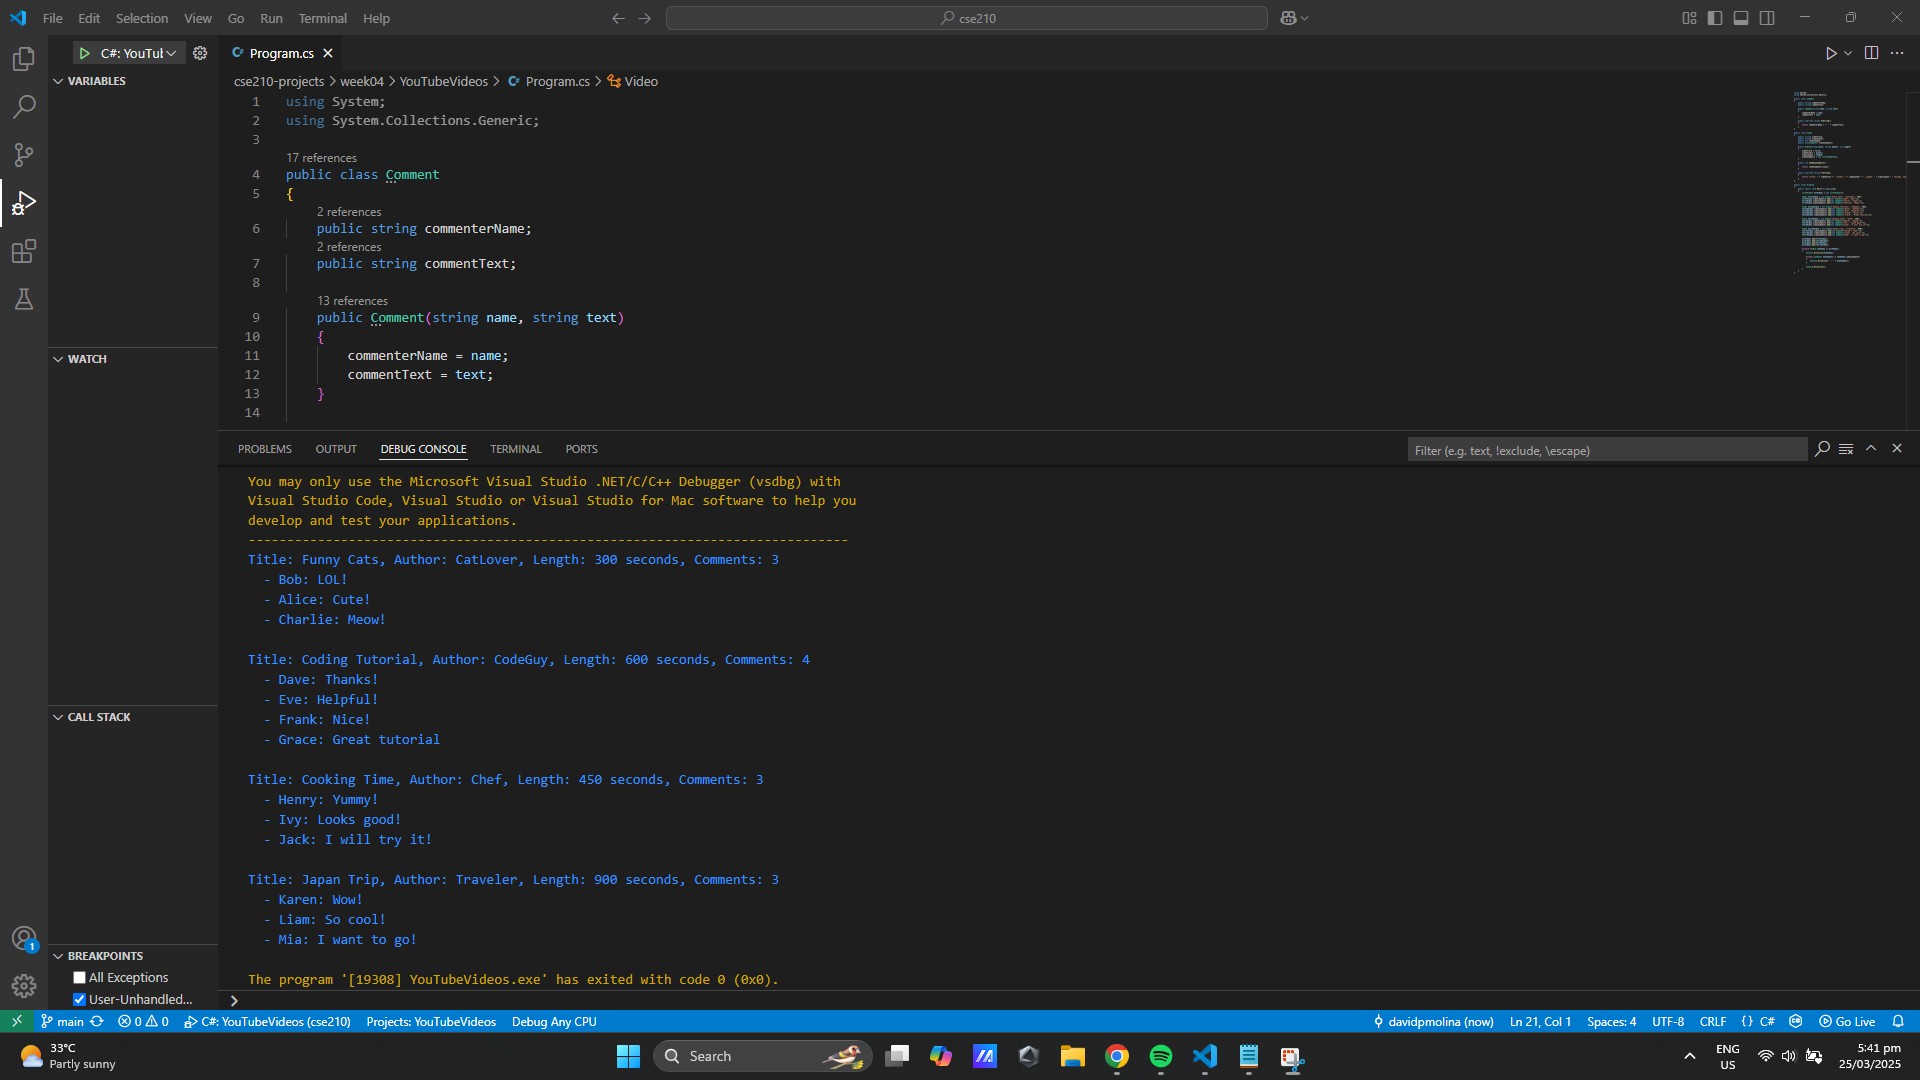 File Edit Selection View Go Run Terminal Help
cse210
C#: YouTul
Program.cs
VARIABLES
cse210-projects > week04 > YouTubeVideos > Program.cs > Video
1 using System;
2 using System.Collections.Generic;
3
17 references
4 public class Comment
5 {
2 references
6 public string commenterName;
2 references
7 public string commentText;
8
13 references
9 public Comment(string name, string text)
10 {
11 commenterName = name;
12 commentText = text;
13 }
14
WATCH
CALL STACK
BREAKPOINTS
All Exceptions
User-Unhandled...
PROBLEMS OUTPUT DEBUG CONSOLE TERMINAL PORTS
Filter (e.g. text, !exclude, \escape)
You may only use the Microsoft Visual Studio .NET/C/C++ Debugger (vsdbg) with
Visual Studio Code, Visual Studio or Visual Studio for Mac software to help you
develop and test your applications.
------------------------------------------------------------------------------
Title: Funny Cats, Author: CatLover, Length: 300 seconds, Comments: 3
- Bob: LOL!
- Alice: Cute!
- Charlie: Meow!
Title: Coding Tutorial, Author: CodeGuy, Length: 600 seconds, Comments: 4
- Dave: Thanks!
- Eve: Helpful!
- Frank: Nice!
- Grace: Great tutorial
Title: Cooking Time, Author: Chef, Length: 450 seconds, Comments: 3
- Henry: Yummy!
- Ivy: Looks good!
- Jack: I will try it!
Title: Japan Trip, Author: Traveler, Length: 900 seconds, Comments: 3
- Karen: Wow!
- Liam: So cool!
- Mia: I want to go!
The program '[19308] YouTubeVideos.exe' has exited with code 0 (0x0).
>
1
main 0 0 C#: YouTubeVideos (cse210) Projects: YouTubeVideos Debug Any CPU
davidpmolina (now) Ln 21, Col 1 Spaces: 4 UTF-8 CRLF {} C# Go Live
33°C
Partly sunny
Search
ENG
US
5:41 pm
25/03/2025